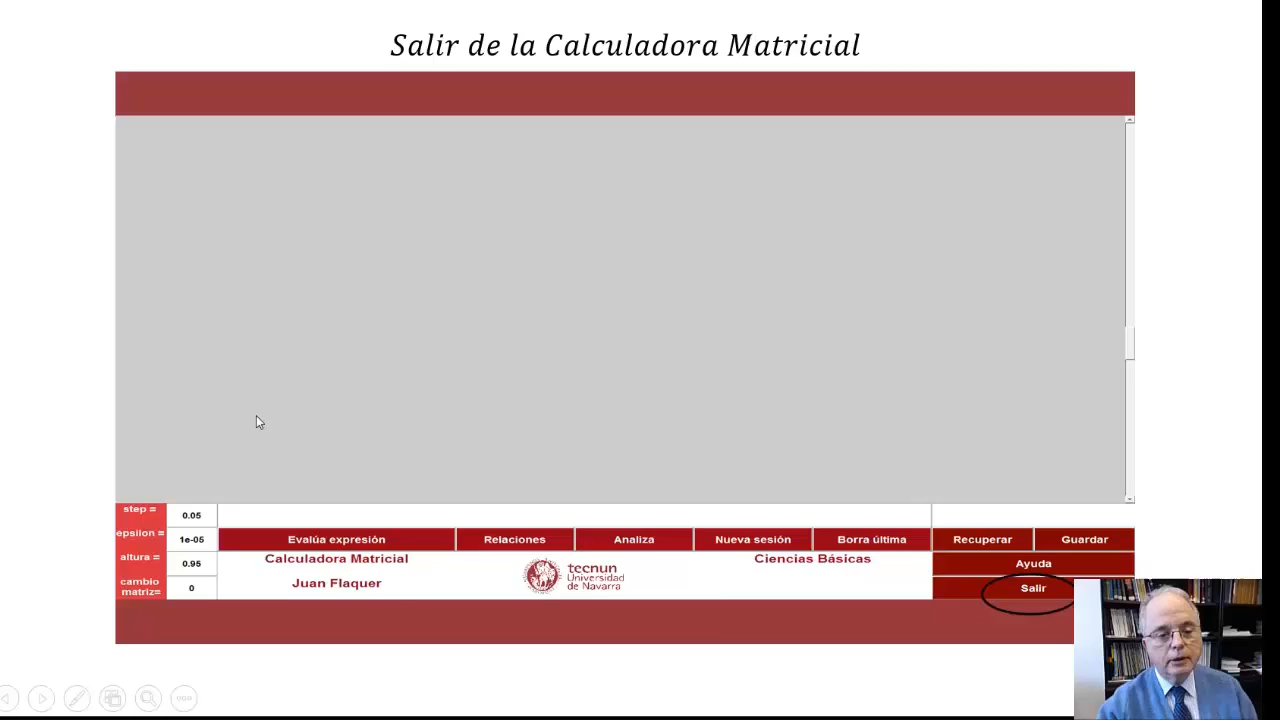 Salir de la Calculadora Matricial
step =
0.05
epsilon =
1e-05
Evalúa expresión
Relaciones
Analiza
Nueva sesión
Borra última
Recuperar
Guardar
altura =
0.95
Calculadora Matricial
Ciencias Básicas
Ayuda
cambio
matriz=
0
Juan Flaquer
tecnun
Universidad
de Navarra
Salir